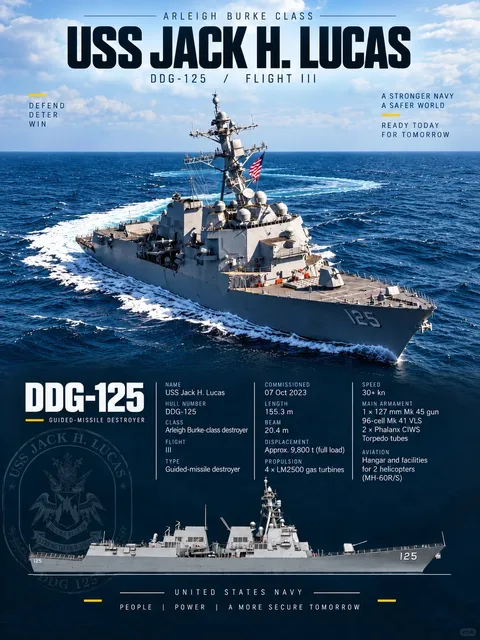 ARLEIGH BURKE CLASS
USS JACK H. LUCAS
DDG-125 / FLIGHT III
DEFEND
DETER
WIN
A STRONGER NAVY
A SAFER WORLD
READY TODAY
FOR TOMORROW
125
DDG-125
GUIDED-MISSILE DESTROYER
NAME
USS Jack H. Lucas
HULL NUMBER
DDG-125
CLASS
Arleigh Burke-class destroyer
FLIGHT
III
TYPE
Guided-missile destroyer
COMMISSIONED
07 Oct 2023
LENGTH
155.3 m
BEAM
20.4 m
DISPLACEMENT
Approx. 9,800 t (full load)
PROPULSION
4 x LM2500 gas turbines
SPEED
30+ kn
MAIN ARMAMENT
1 × 127 mm Mk 45 gun
96-cell Mk 41 VLS
2 × Phalanx CIWS
Torpedo tubes
AVIATION
Hangar and facilities
for 2 helicopters
(MH-60R/S)
JACK H.
DDG 125
125
125
UNITED STATES NAVY
PEOPLE | POWER | A MORE SECURE TOMORROW